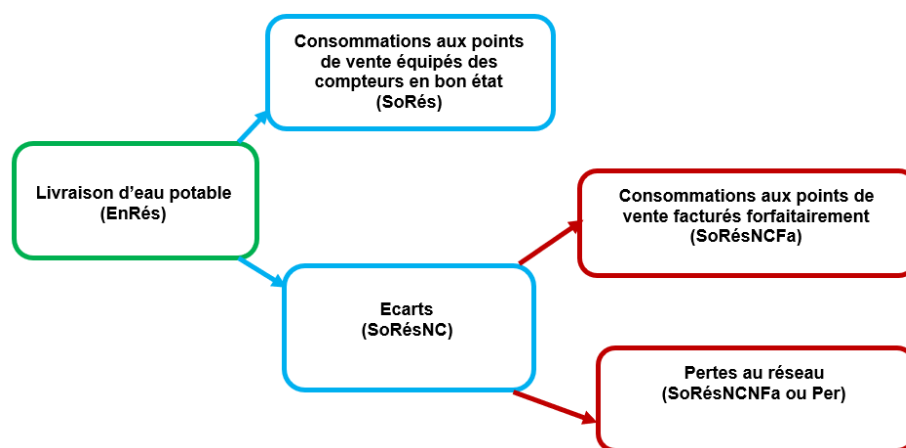 Consommations aux points
de vente équipés des
compteurs en bon état
(SoRés)
Livraison d’eau potable
(EnRés)
Consommations aux points de
vente facturés forfaitairement
(SoRésNCFa)
Ecarts
(SoRésNC)
Pertes au réseau
(SoRésNCNFa ou Per)